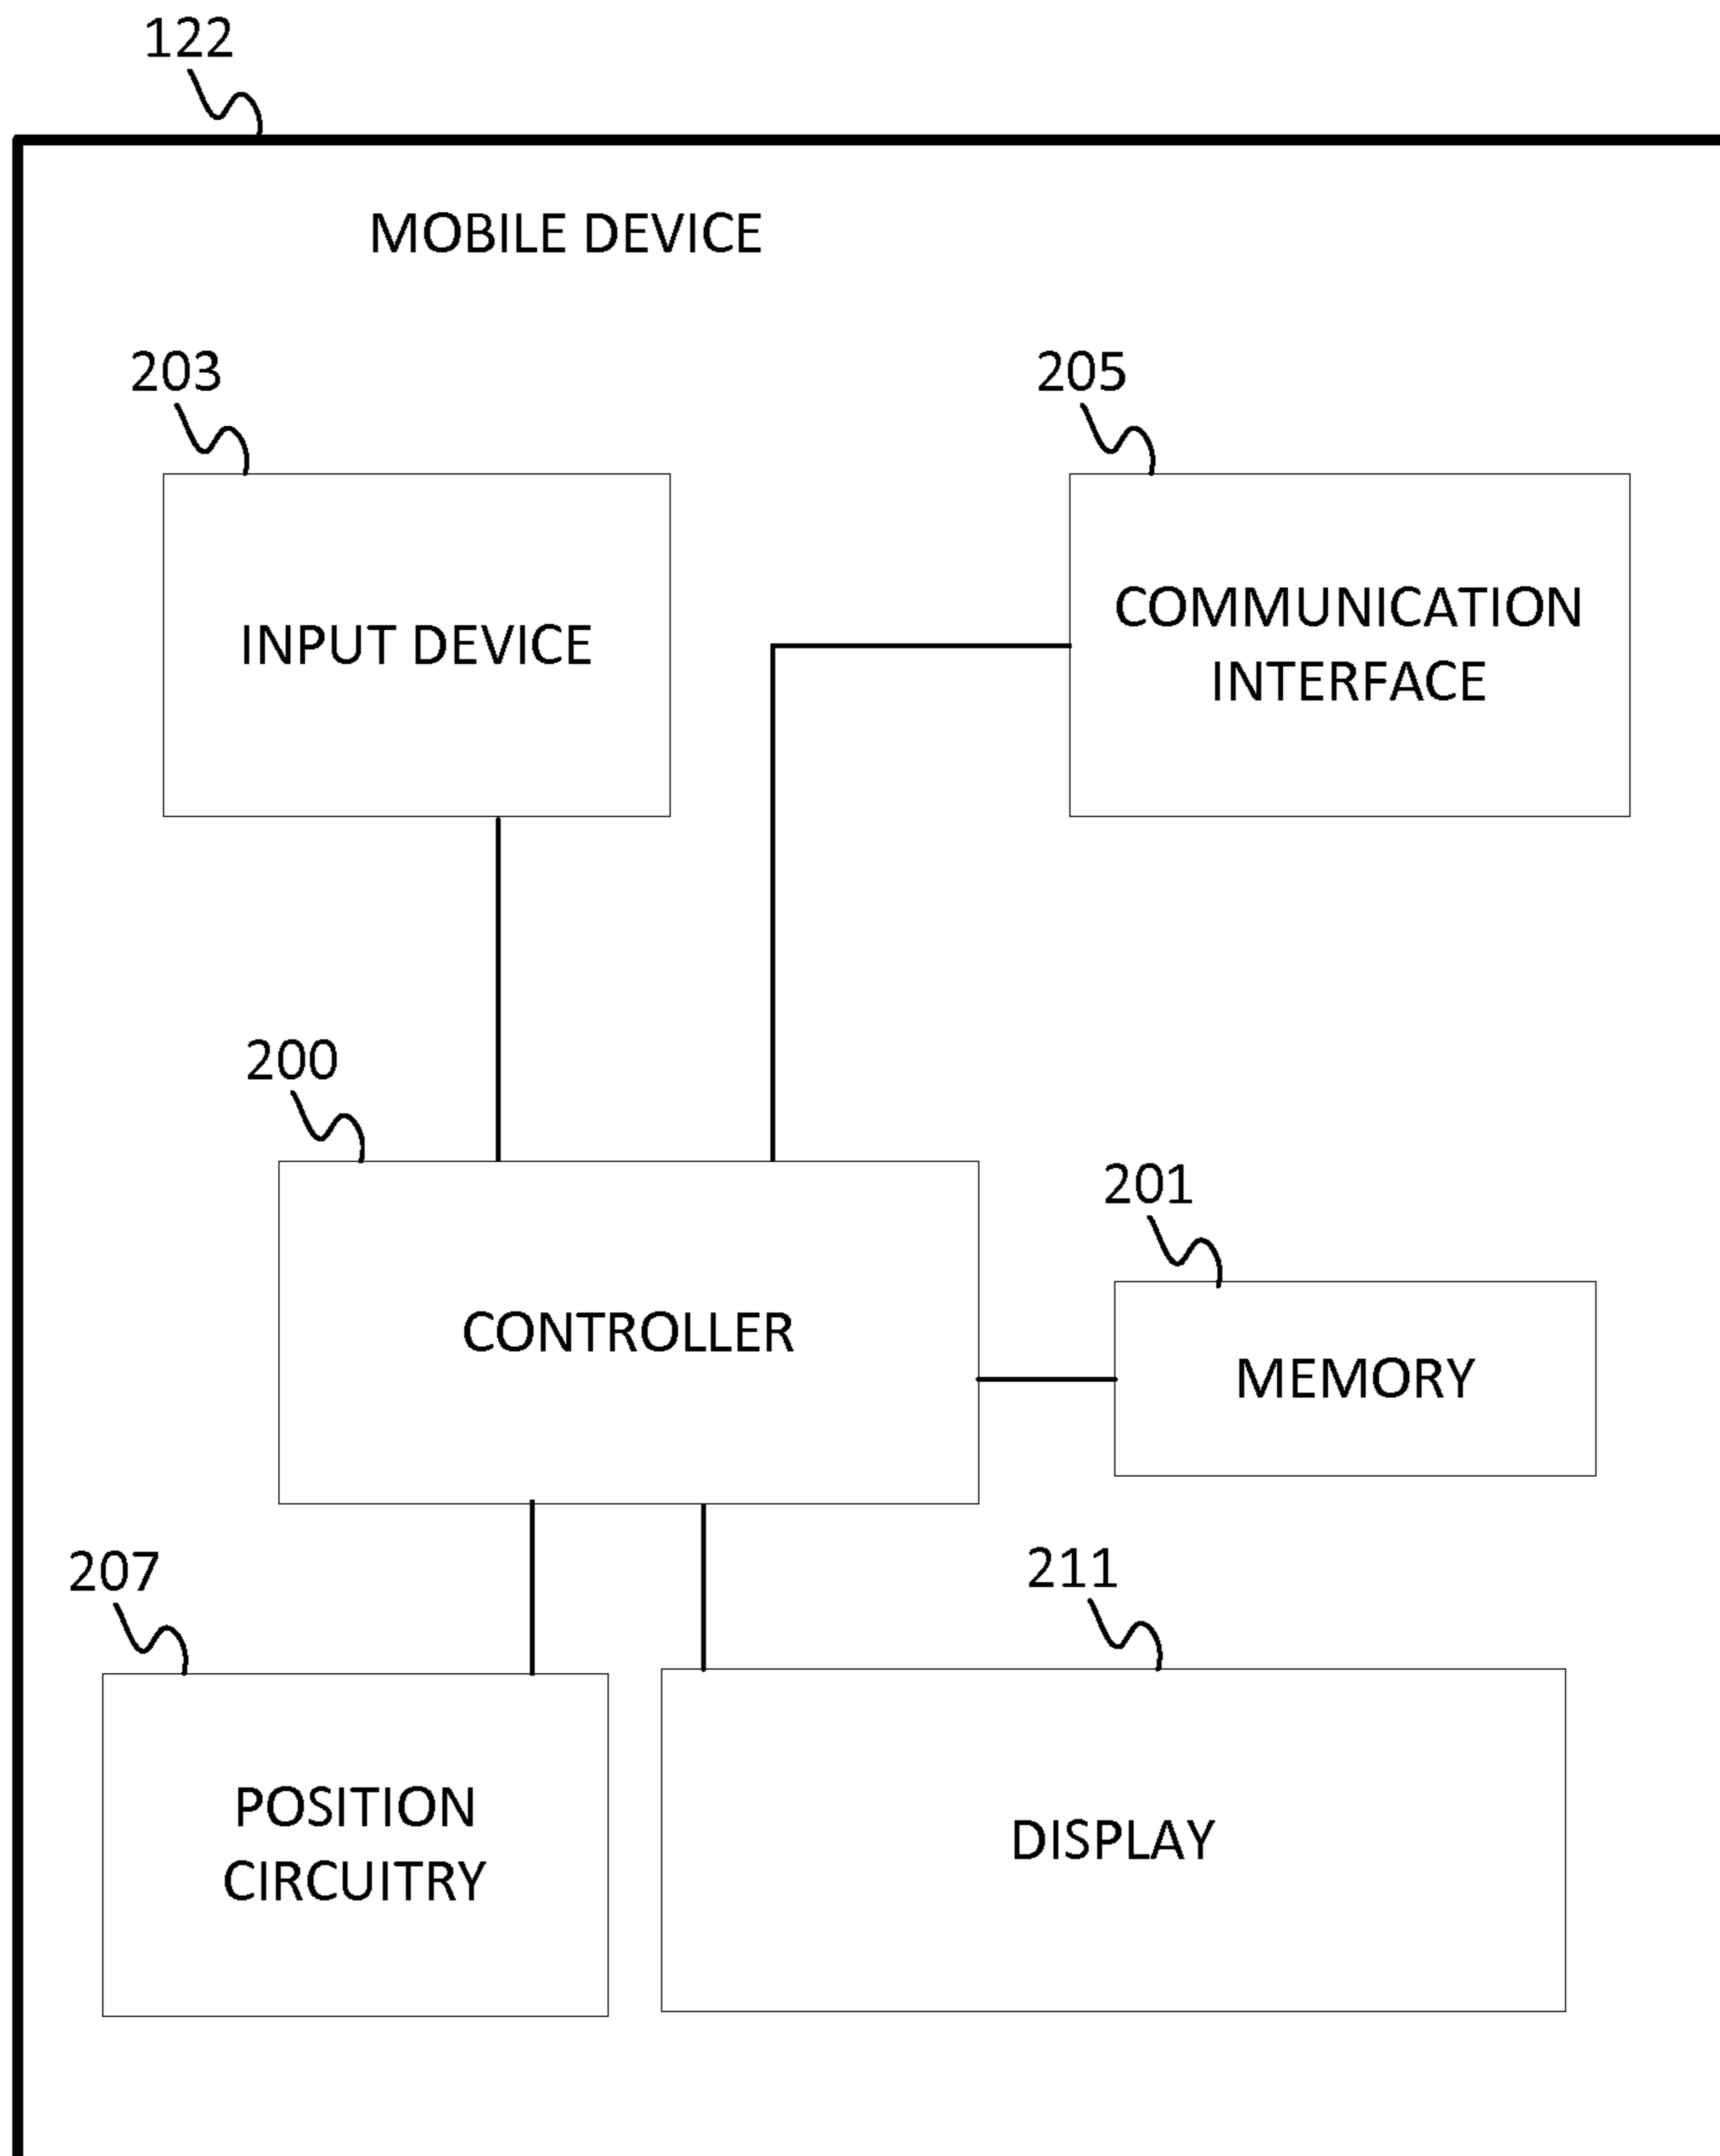 122
MOBILE DEVICE
203
205
INPUT DEVICE
COMMUNICATION
INTERFACE
200
201
CONTROLLER
MEMORY
207
211
POSITION
CIRCUITRY
DISPLAY